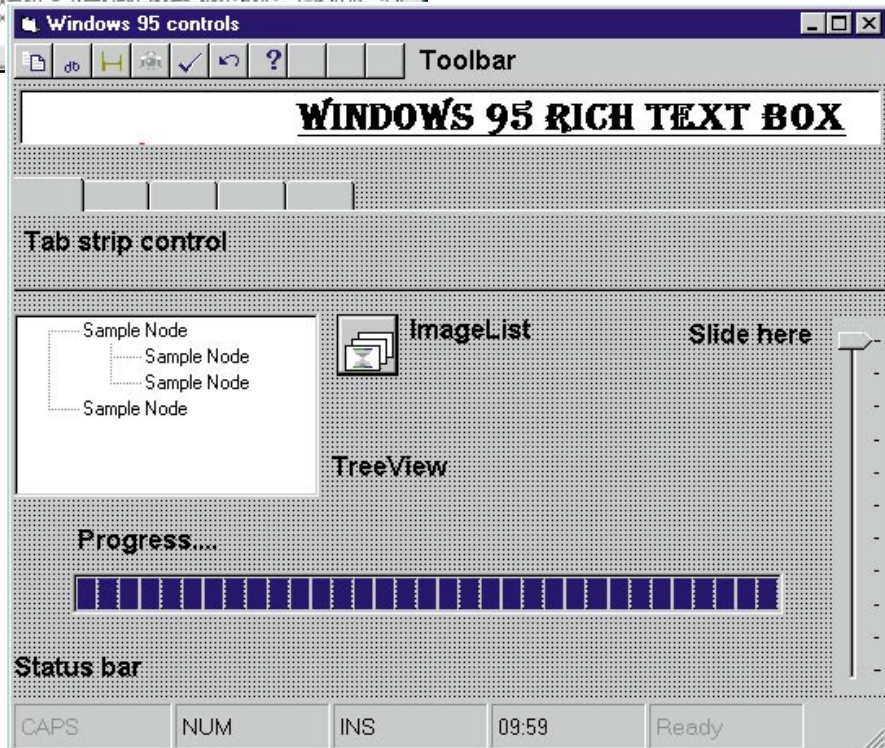 Windows 95 controls
db ? Toolbar
WINDOWS 95 RICH TEXT BOX
Tab strip control
Sample Node
Sample Node
Sample Node
Sample Node
ImageList
Slide here
TreeView
Progress....
Status bar
CAPS NUM INS 09:59 Ready